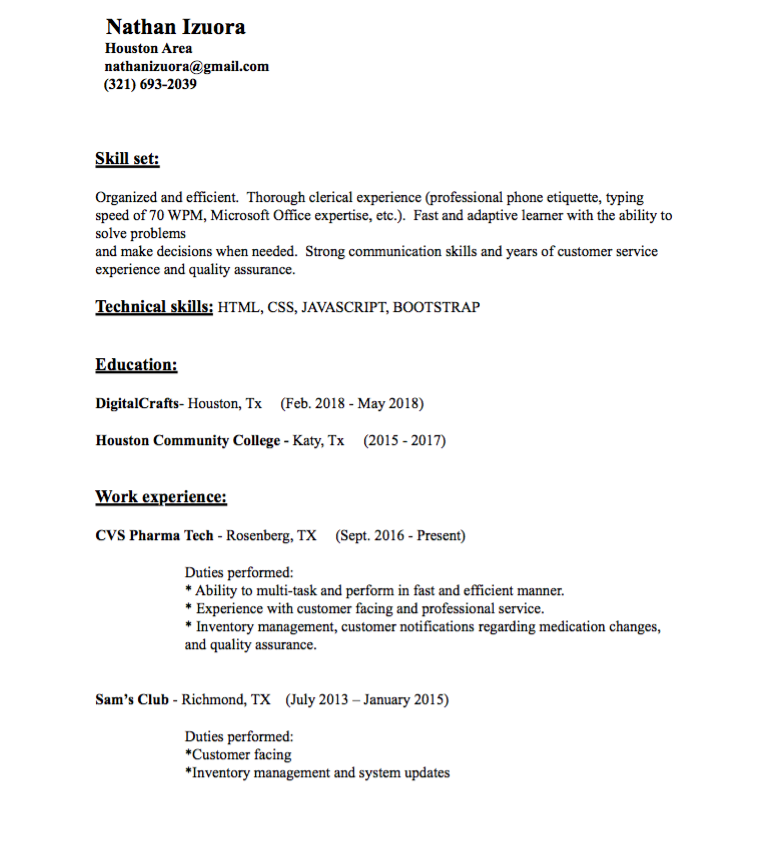 Nathan Izuora
Houston Area
nathanizuora@gmail.com
(321) 693-2039
Skill set:
Organized and efficient.  Thorough clerical experience (professional phone etiquette, typing
speed of 70 WPM, Microsoft Office expertise, etc.).  Fast and adaptive learner with the ability to
solve problems
and make decisions when needed.  Strong communication skills and years of customer service
experience and quality assurance.
Technical skills: HTML, CSS, JAVASCRIPT, BOOTSTRAP
Education:
DigitalCrafts- Houston, Tx    (Feb. 2018 - May 2018)
Houston Community College - Katy, Tx    (2015 - 2017)
Work experience:
CVS Pharma Tech - Rosenberg, TX    (Sept. 2016 - Present)
Duties performed:
* Ability to multi-task and perform in fast and efficient manner.
* Experience with customer facing and professional service.
* Inventory management, customer notifications regarding medication changes,
and quality assurance.
Sam’s Club - Richmond, TX   (July 2013 – January 2015)
Duties performed:
*Customer facing
*Inventory management and system updates